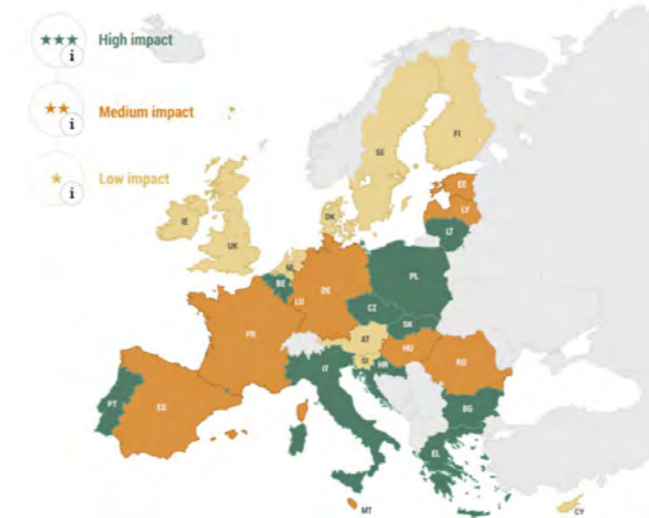 ★★★ High impact
i
★★ Medium impact
i
★ Low impact
i
FI
SE
EE
LV
DK
LT
IE
UK
NL
PL
BE
DE
LU
CZ
SK
FR
AT
HU
RO
SI
HR
IT
PT
ES
BG
EL
MT
CY